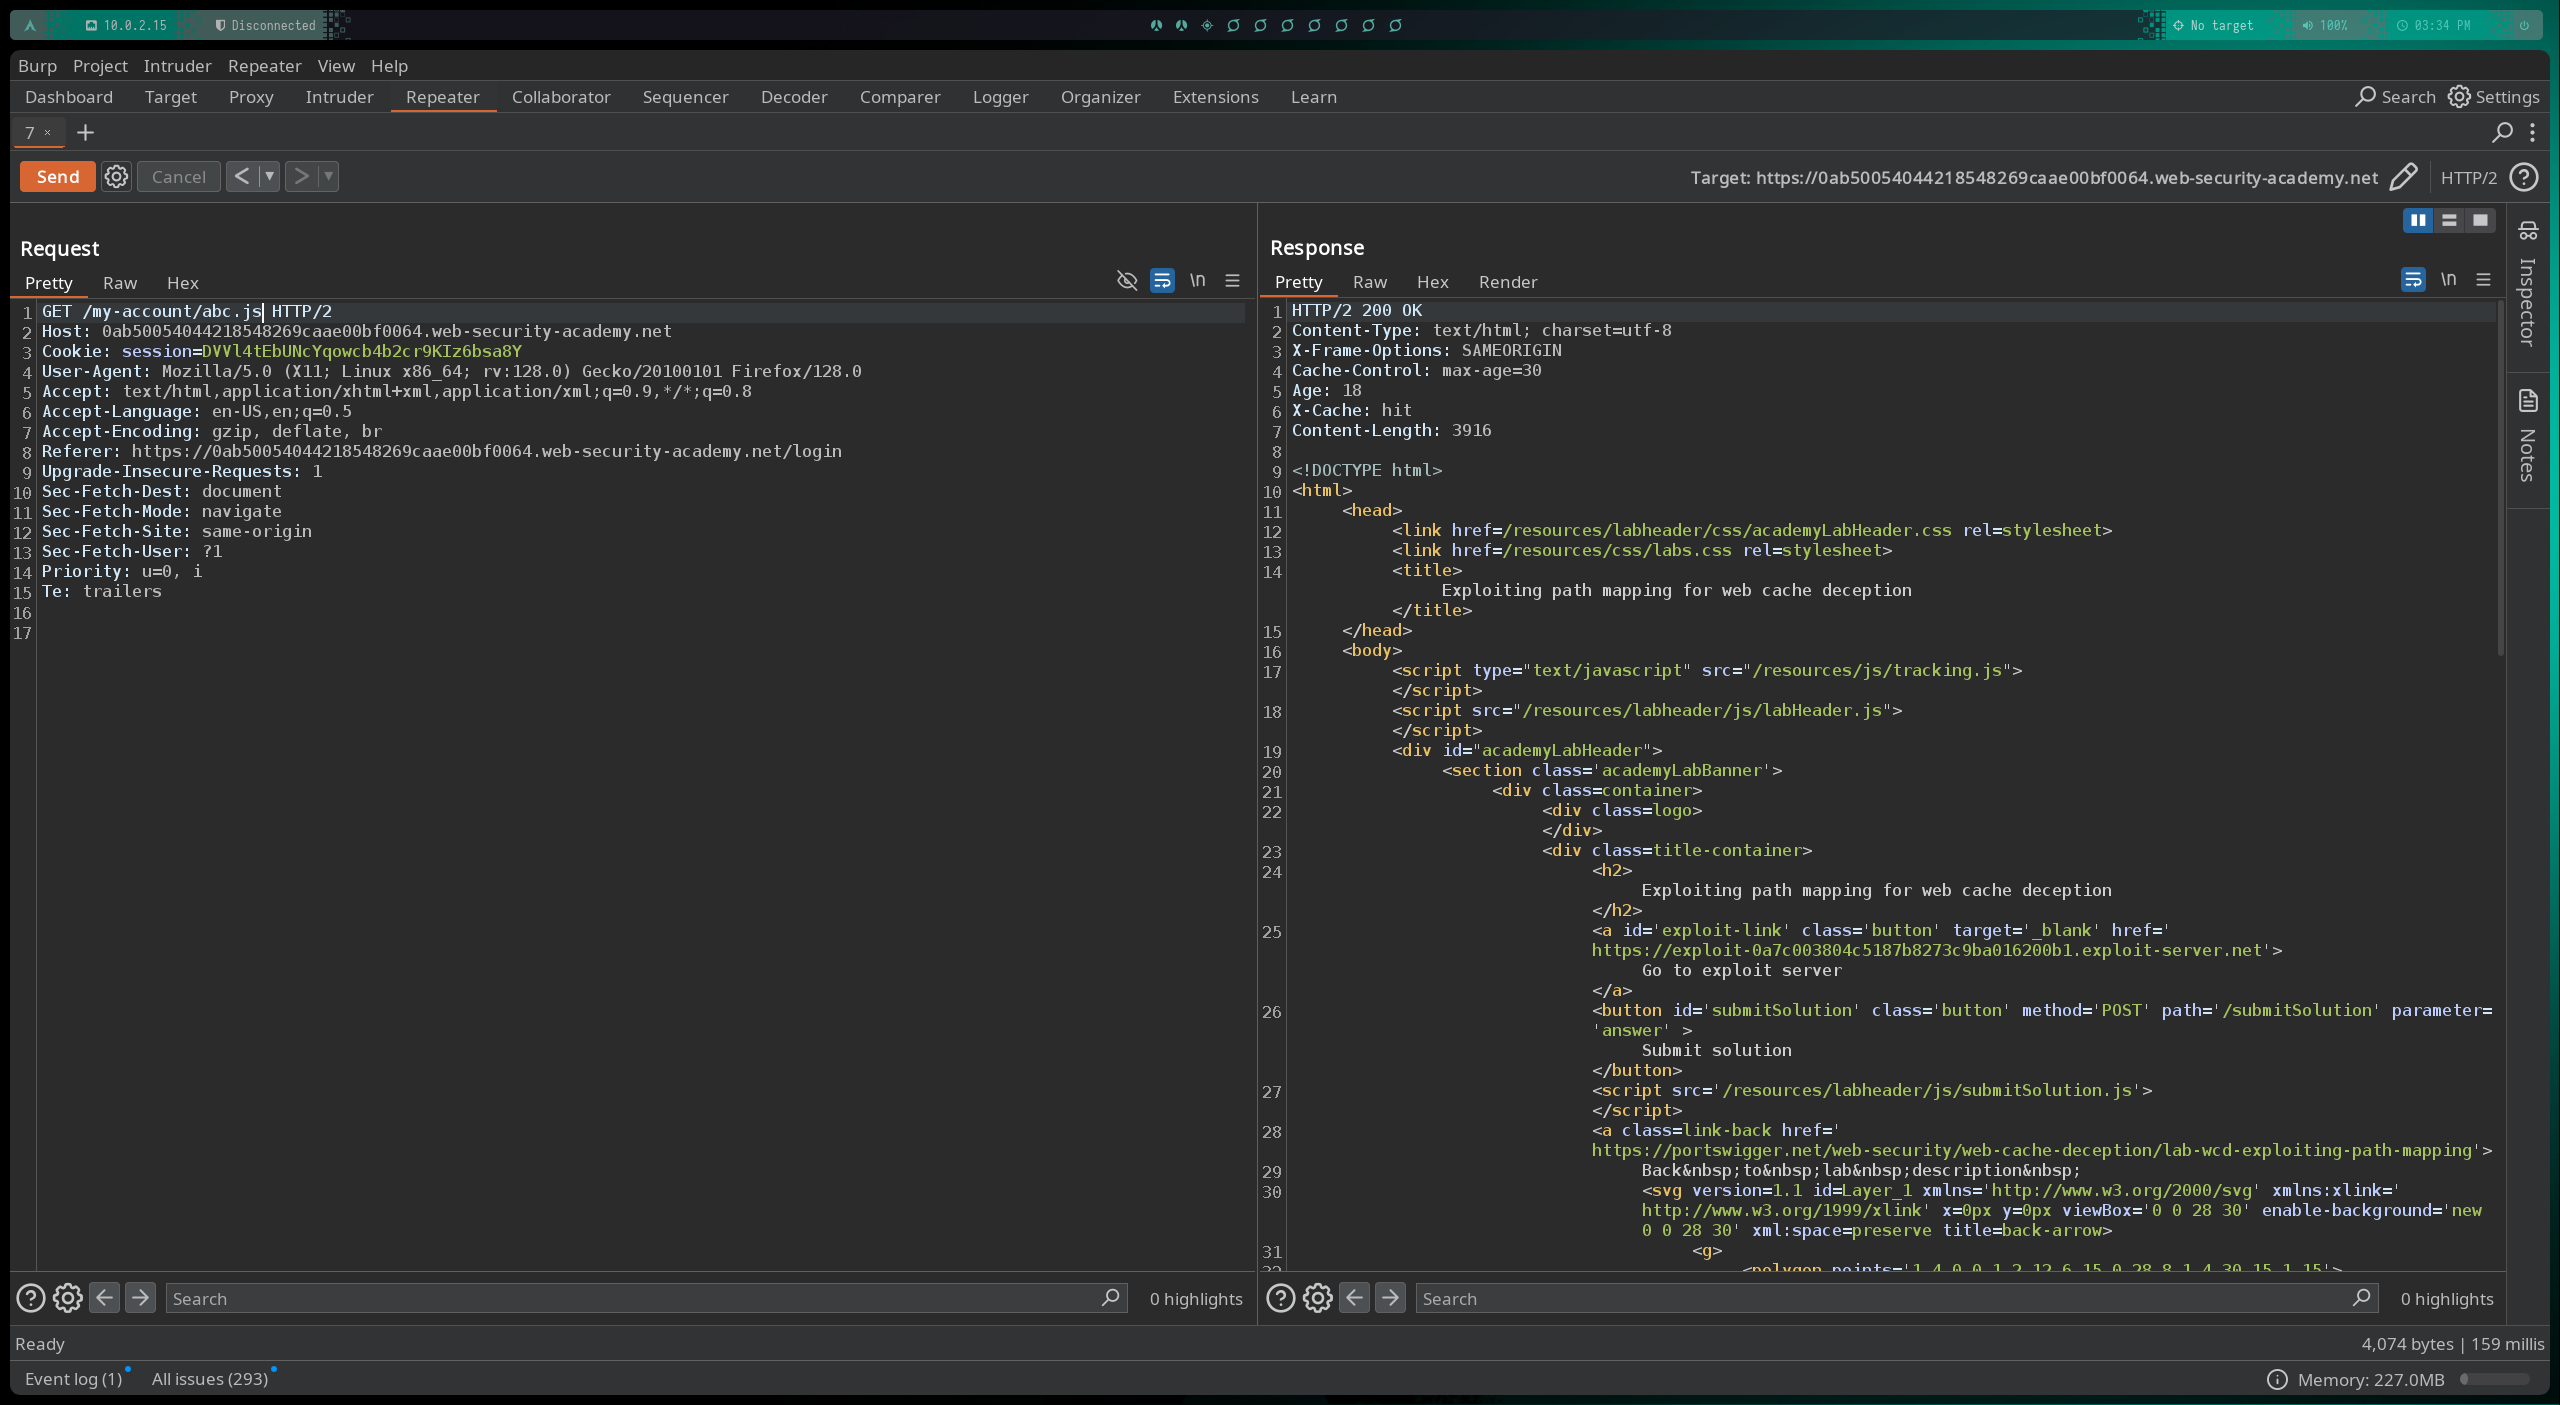 10.0.2.15
Disconnected
No target
100%
03:34 PM
Burp Project Intruder Repeater View Help
Dashboard Target Proxy Intruder Repeater Collaborator Sequencer Decoder Comparer Logger Organizer Extensions Learn
Search Settings
7 ×
Send Cancel
Target: https://0ab50054044218548269caae00bf0064.web-security-academy.net
HTTP/2
Request
Pretty Raw Hex
\n
1 GET /my-account/abc.js HTTP/2
2 Host: 0ab50054044218548269caae00bf0064.web-security-academy.net
3 Cookie: session=DVVl4tEbUNcYqowcb4b2cr9KIz6bsa8Y
4 User-Agent: Mozilla/5.0 (X11; Linux x86_64; rv:128.0) Gecko/20100101 Firefox/128.0
5 Accept: text/html,application/xhtml+xml,application/xml;q=0.9,*/*;q=0.8
6 Accept-Language: en-US,en;q=0.5
7 Accept-Encoding: gzip, deflate, br
8 Referer: https://0ab50054044218548269caae00bf0064.web-security-academy.net/login
9 Upgrade-Insecure-Requests: 1
10 Sec-Fetch-Dest: document
11 Sec-Fetch-Mode: navigate
12 Sec-Fetch-Site: same-origin
13 Sec-Fetch-User: ?1
14 Priority: u=0, i
15 Te: trailers
16
17
Search
0 highlights
Response
Pretty Raw Hex Render
\n
1 HTTP/2 200 OK
2 Content-Type: text/html; charset=utf-8
3 X-Frame-Options: SAMEORIGIN
4 Cache-Control: max-age=30
5 Age: 18
6 X-Cache: hit
7 Content-Length: 3916
8
9 <!DOCTYPE html>
10 <html>
11 <head>
12 <link href=/resources/labheader/css/academyLabHeader.css rel=stylesheet>
13 <link href=/resources/css/labs.css rel=stylesheet>
14 <title>
Exploiting path mapping for web cache deception
</title>
15 </head>
16 <body>
17 <script type="text/javascript" src="/resources/js/tracking.js">
</script>
18 <script src="/resources/labheader/js/labHeader.js">
</script>
19 <div id="academyLabHeader">
20 <section class='academyLabBanner'>
21 <div class=container>
22 <div class=logo>
</div>
23 <div class=title-container>
24 <h2>
Exploiting path mapping for web cache deception
</h2>
25 <a id='exploit-link' class='button' target='_blank' href='
https://exploit-0a7c003804c5187b8273c9ba016200b1.exploit-server.net'>
Go to exploit server
</a>
26 <button id='submitSolution' class='button' method='POST' path='/submitSolution' parameter=
'answer' >
Submit solution
</button>
27 <script src='/resources/labheader/js/submitSolution.js'>
</script>
28 <a class=link-back href='
https://portswigger.net/web-security/web-cache-deception/lab-wcd-exploiting-path-mapping'>
29 Back&nbsp;to&nbsp;lab&nbsp;description&nbsp;
30 <svg version=1.1 id=Layer_1 xmlns='http://www.w3.org/2000/svg' xmlns:xlink='
http://www.w3.org/1999/xlink' x=0px y=0px viewBox='0 0 28 30' enable-background='new
0 0 28 30' xml:space=preserve title=back-arrow>
31 <g>
32 <polygon points='1.4,0 0,1.2 12.6,15 0,28.8 1.4,30 15.1,15'>
Search
0 highlights
Inspector
Notes
Ready
4,074 bytes | 159 millis
Event log (1) All issues (293)
Memory: 227.0MB